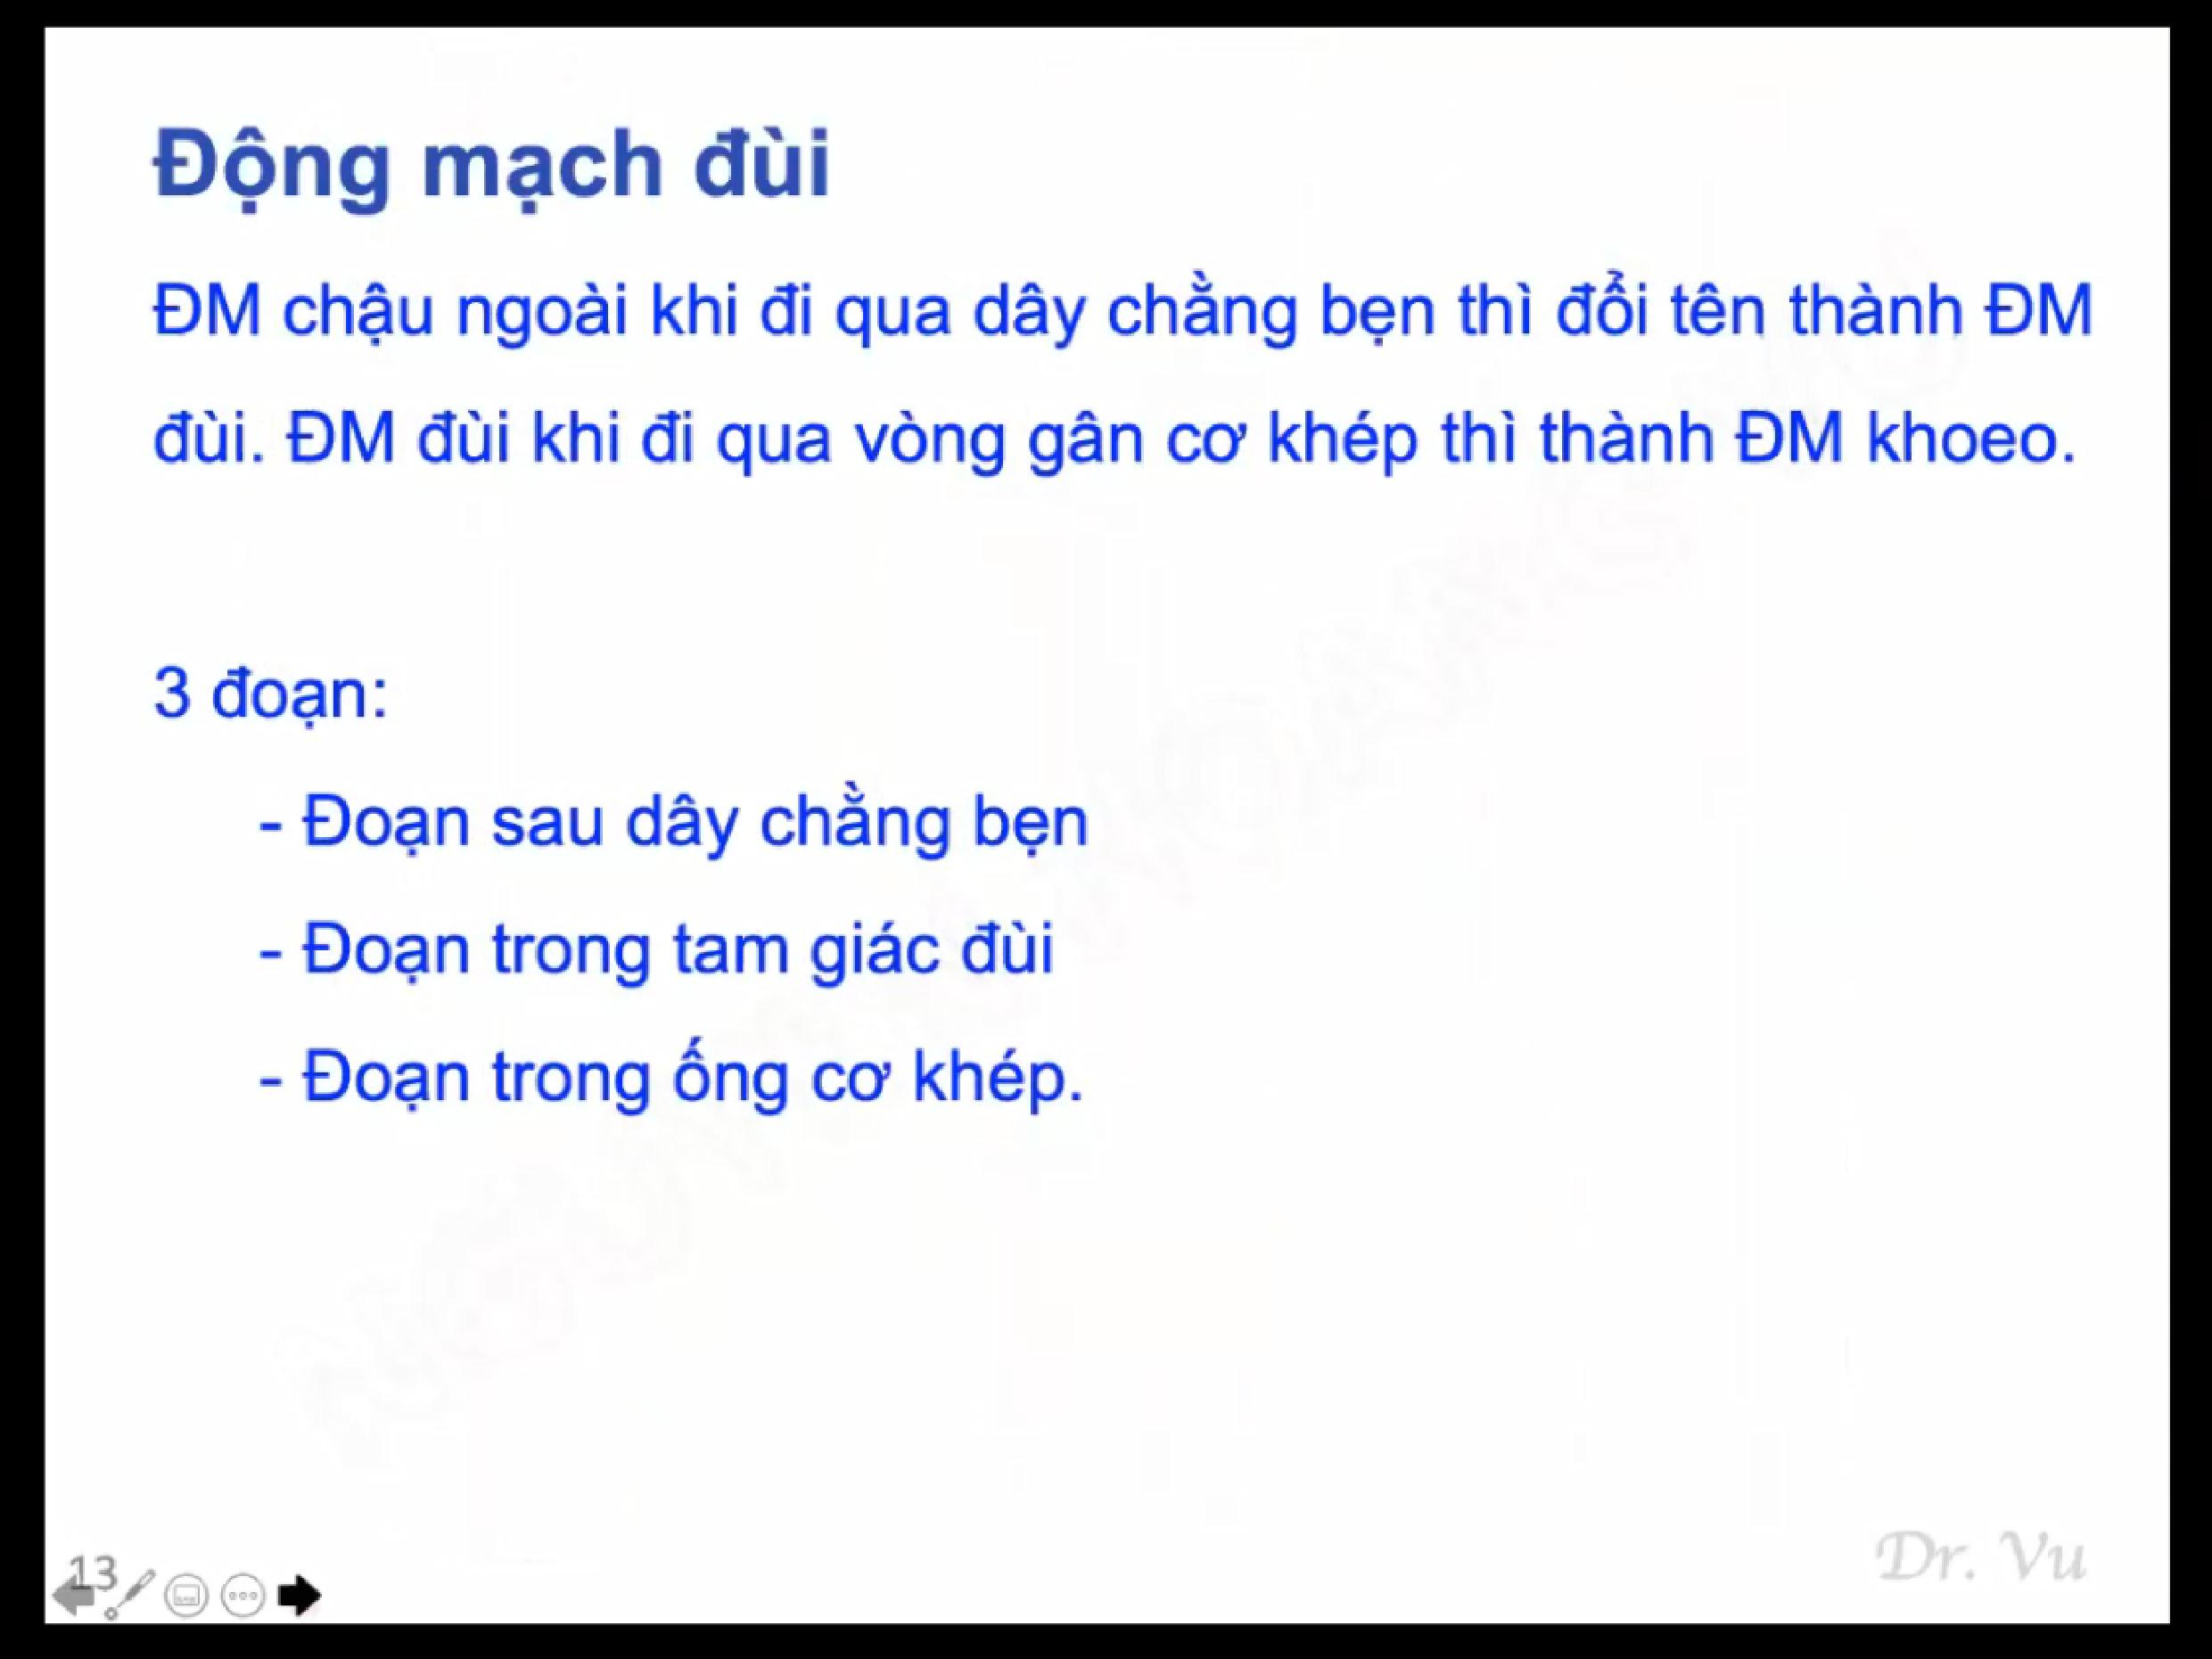 Động mạch đùi
ĐM chậu ngoài khi đi qua dây chằng bẹn thì đổi tên thành ĐM
đùi. ĐM đùi khi đi qua vòng gân cơ khép thì thành ĐM khoeo.
3 đoạn:
- Đoạn sau dây chằng bẹn
- Đoạn trong tam giác đùi
- Đoạn trong ống cơ khép.
13
Dr. Vu